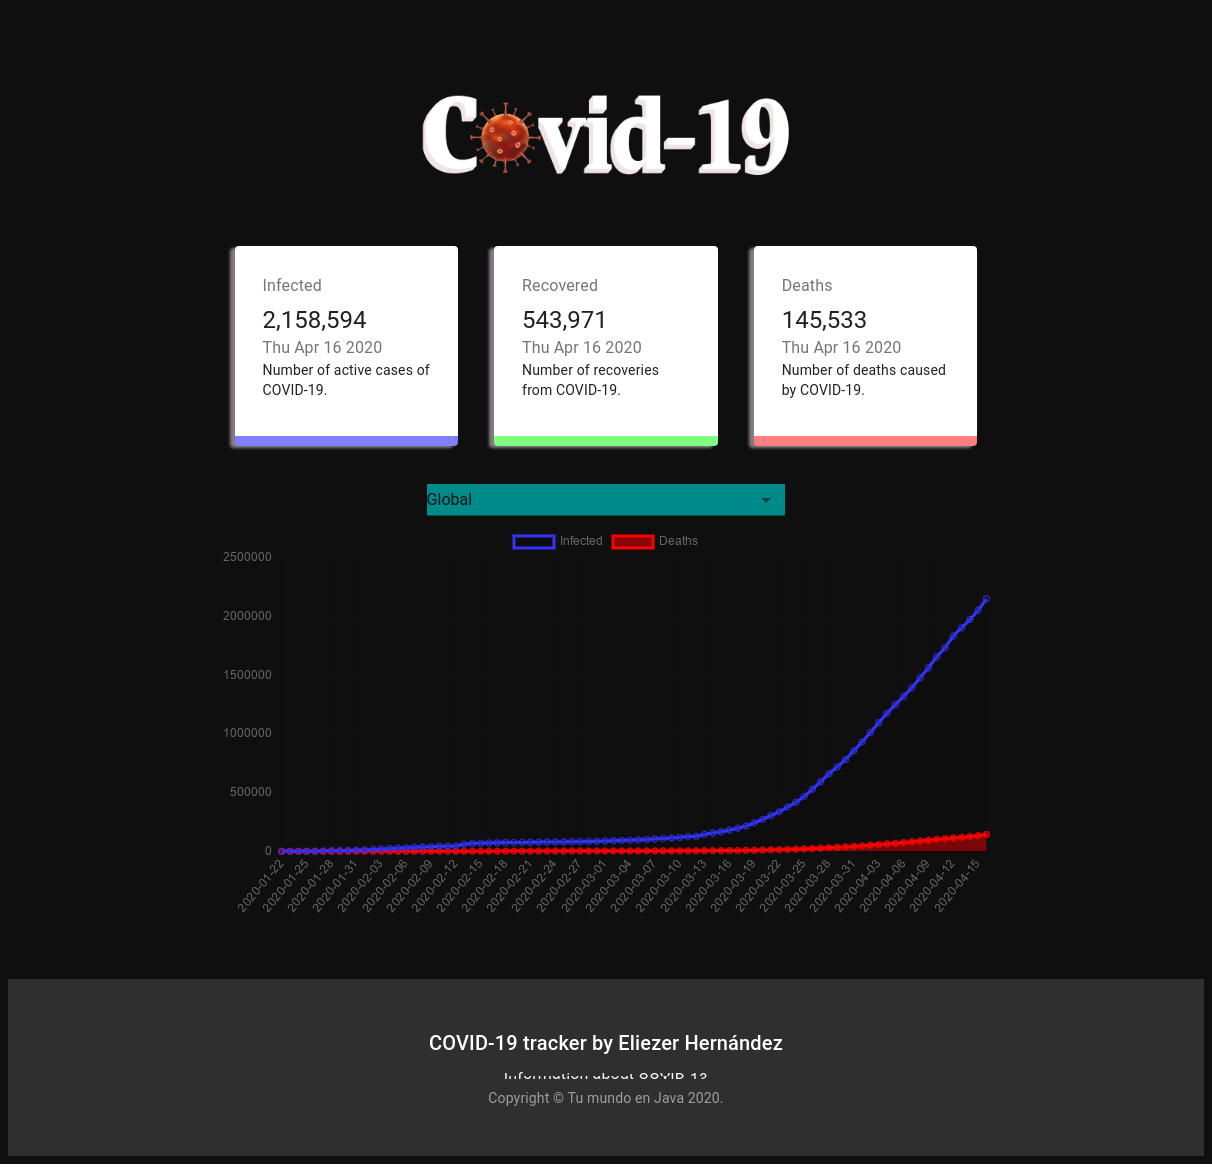 Covid-19
Infected
2,158,594
Thu Apr 16 2020
Number of active cases of
COVID-19.
Recovered
543,971
Thu Apr 16 2020
Number of recoveries
from COVID-19.
Deaths
145,533
Thu Apr 16 2020
Number of deaths caused
by COVID-19.
Global
Infected Deaths
2500000
2000000
1500000
1000000
500000
0
2020-01-22 2020-01-25 2020-01-28 2020-01-31 2020-02-03 2020-02-06 2020-02-09 2020-02-12 2020-02-15 2020-02-18 2020-02-21 2020-02-24 2020-02-27 2020-03-01 2020-03-04 2020-03-07 2020-03-10 2020-03-13 2020-03-16 2020-03-19 2020-03-22 2020-03-25 2020-03-28 2020-03-31 2020-04-03 2020-04-06 2020-04-09 2020-04-12 2020-04-15
COVID-19 tracker by Eliezer Hernández
Information about
Copyright © Tu mundo en Java 2020.